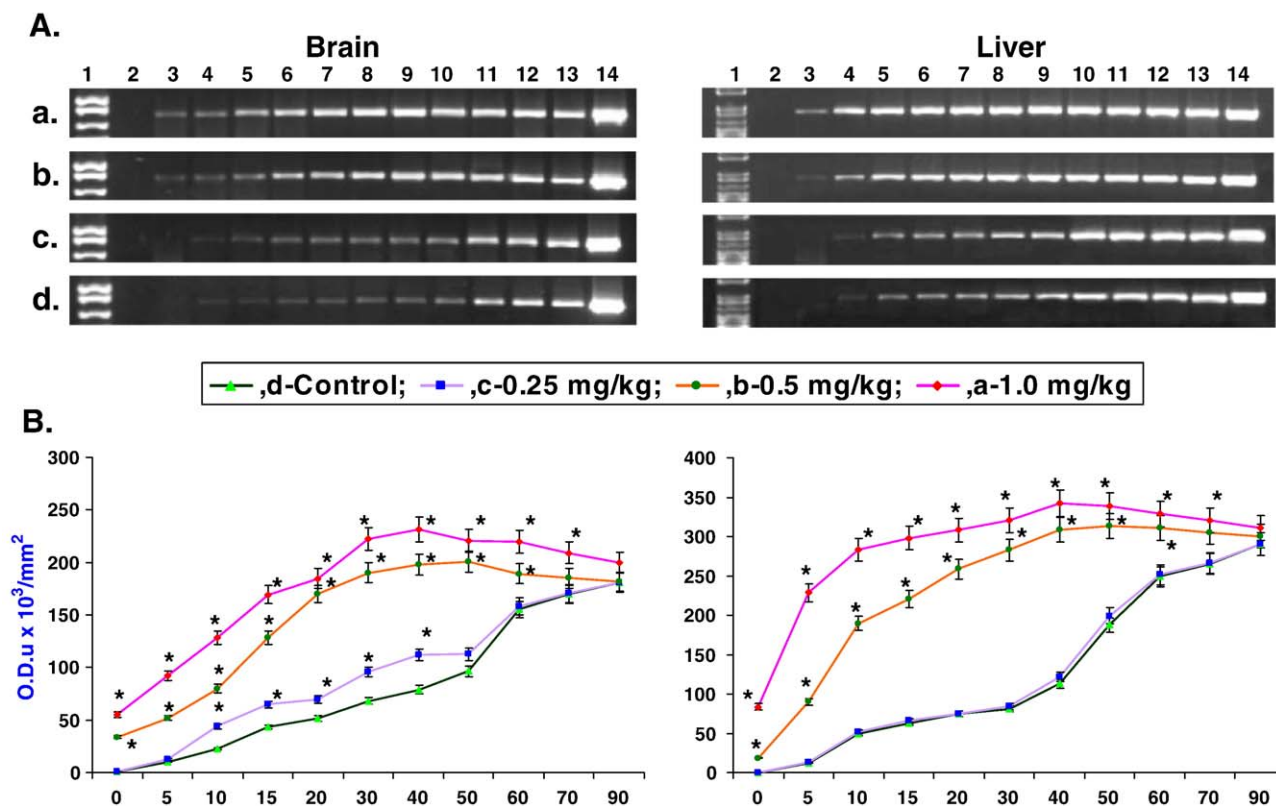 A.
Brain Liver
1 2 3 4 5 6 7 8 9 10 11 12 13 14 1 2 3 4 5 6 7 8 9 10 11 12 13 14
a.
b.
c.
d.
,d-Control; ,c-0.25 mg/kg; ,b-0.5 mg/kg; ,a-1.0 mg/kg
B.
O.D.u x 10³/mm²
300 400
250 350
200 300
150 250
100 200
50 150
0 100
50
0
* * * * * * * * * * * * * * * * * * * * * * *
* * * * * * * * * * * * * * * * * * *
0 5 10 15 20 30 40 50 60 70 90 0 5 10 15 20 30 40 50 60 70 90